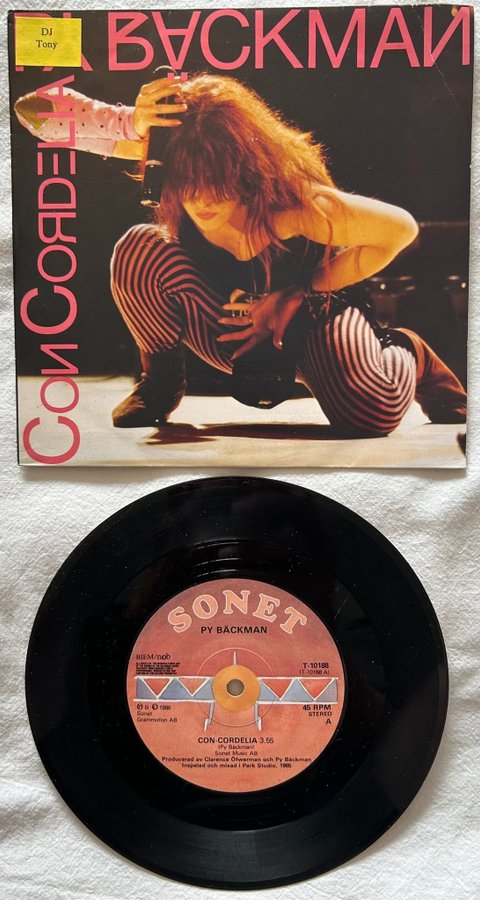 DJ
Tony
PY BÄCKMAN
CON CORDELIA
SONET
PY BÄCKMAN
BIEM/n©b
T-10188
(T-10188 A)
45 RPM
STEREO
A
℗ & © 1986
Sonet
Grammofon AB
CON-CORDELIA 3.55
(Py Bäckman)
Sonet Music AB
Producerad av Clarence Öfwerman och Py Bäckman
Inspelad och mixad i Park Studio. 1985